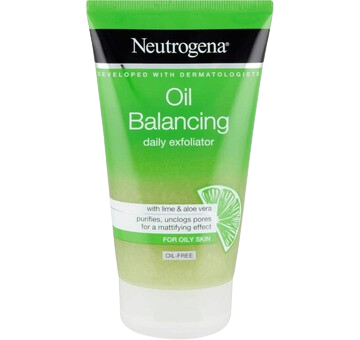 Neutrogena®
DEVELOPED WITH DERMATOLOGISTS
Oil
Balancing
daily exfoliator
with lime & aloe vera
purifies, unclogs pores
for a mattifying effect
FOR OILY SKIN
OIL-FREE